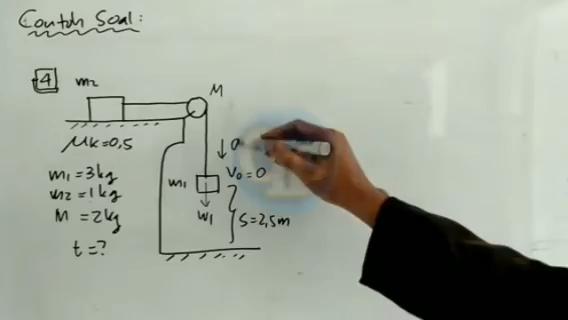 Contoh Soal:
4
m2
M
μk=0,5
a
m1=3kg
m1
V0=0
m2=1kg
W1
S=2,5m
M=2kg
t=?